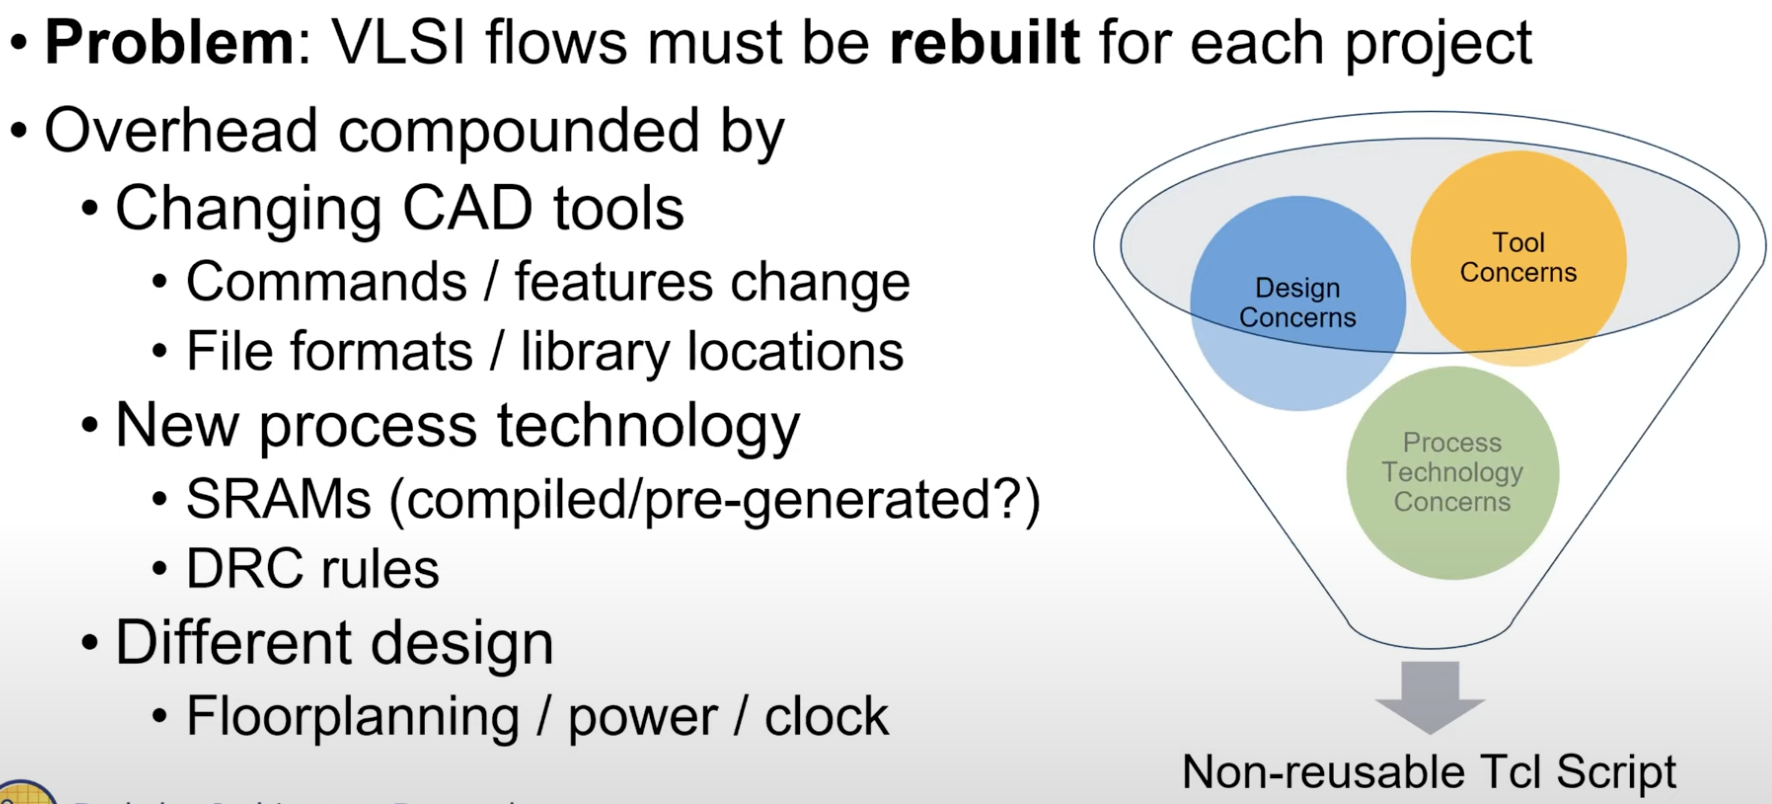 • Problem: VLSI flows must be rebuilt for each project
• Overhead compounded by
• Changing CAD tools
• Commands / features change
• File formats / library locations
• New process technology
• SRAMs (compiled/pre-generated?)
• DRC rules
• Different design
• Floorplanning / power / clock
Design
Concerns
Tool
Concerns
Process
Technology
Concerns
Non-reusable Tcl Script